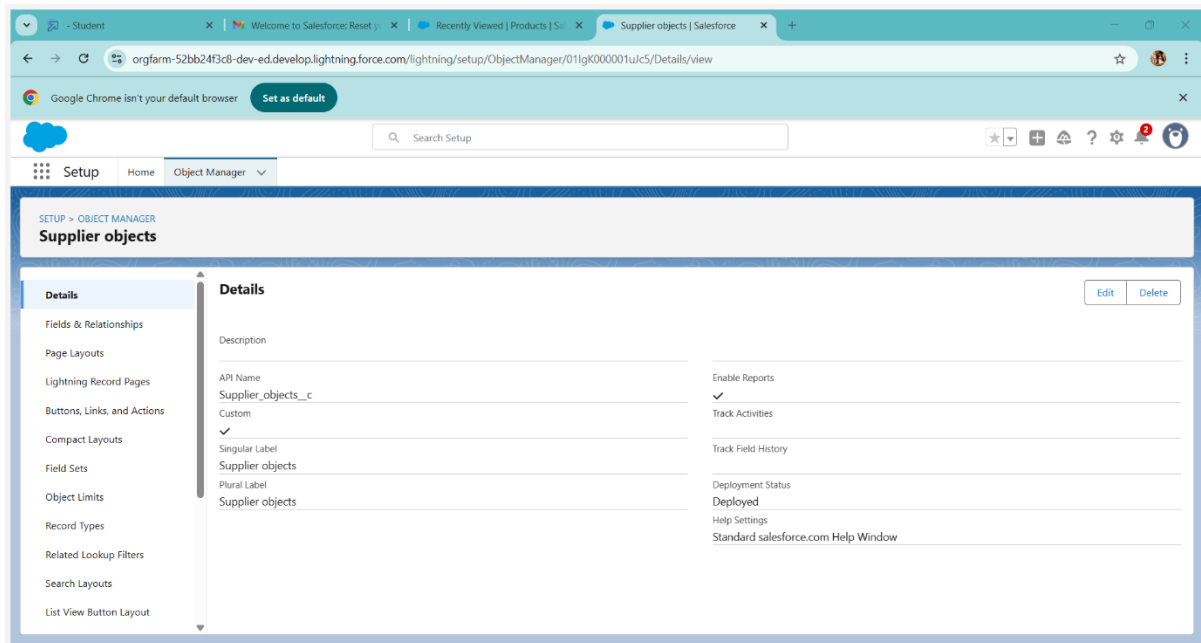 - Student
Welcome to Salesforce: Reset y
Recently Viewed | Products | Sal
Supplier objects | Salesforce
orgfarm-52bb24f3c8-dev-ed.develop.lightning.force.com/lightning/setup/ObjectManager/01IgK000001uJc5/Details/view
Google Chrome isn't your default browser
Set as default
Search Setup
2
Setup
Home
Object Manager
SETUP > OBJECT MANAGER
Supplier objects
Details
Fields & Relationships
Page Layouts
Lightning Record Pages
Buttons, Links, and Actions
Compact Layouts
Field Sets
Object Limits
Record Types
Related Lookup Filters
Search Layouts
List View Button Layout
Details
Edit
Delete
Description
API Name
Supplier_objects__c
Custom
Singular Label
Supplier objects
Plural Label
Supplier objects
Enable Reports
Track Activities
Track Field History
Deployment Status
Deployed
Help Settings
Standard salesforce.com Help Window